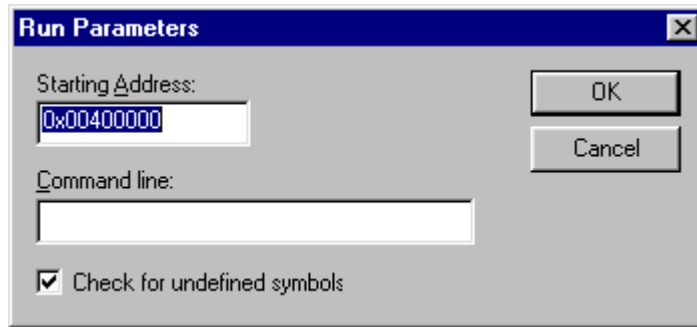 Run Parameters
Starting Address:
0x00400000
OK
Cancel
Command line:
Check for undefined symbols